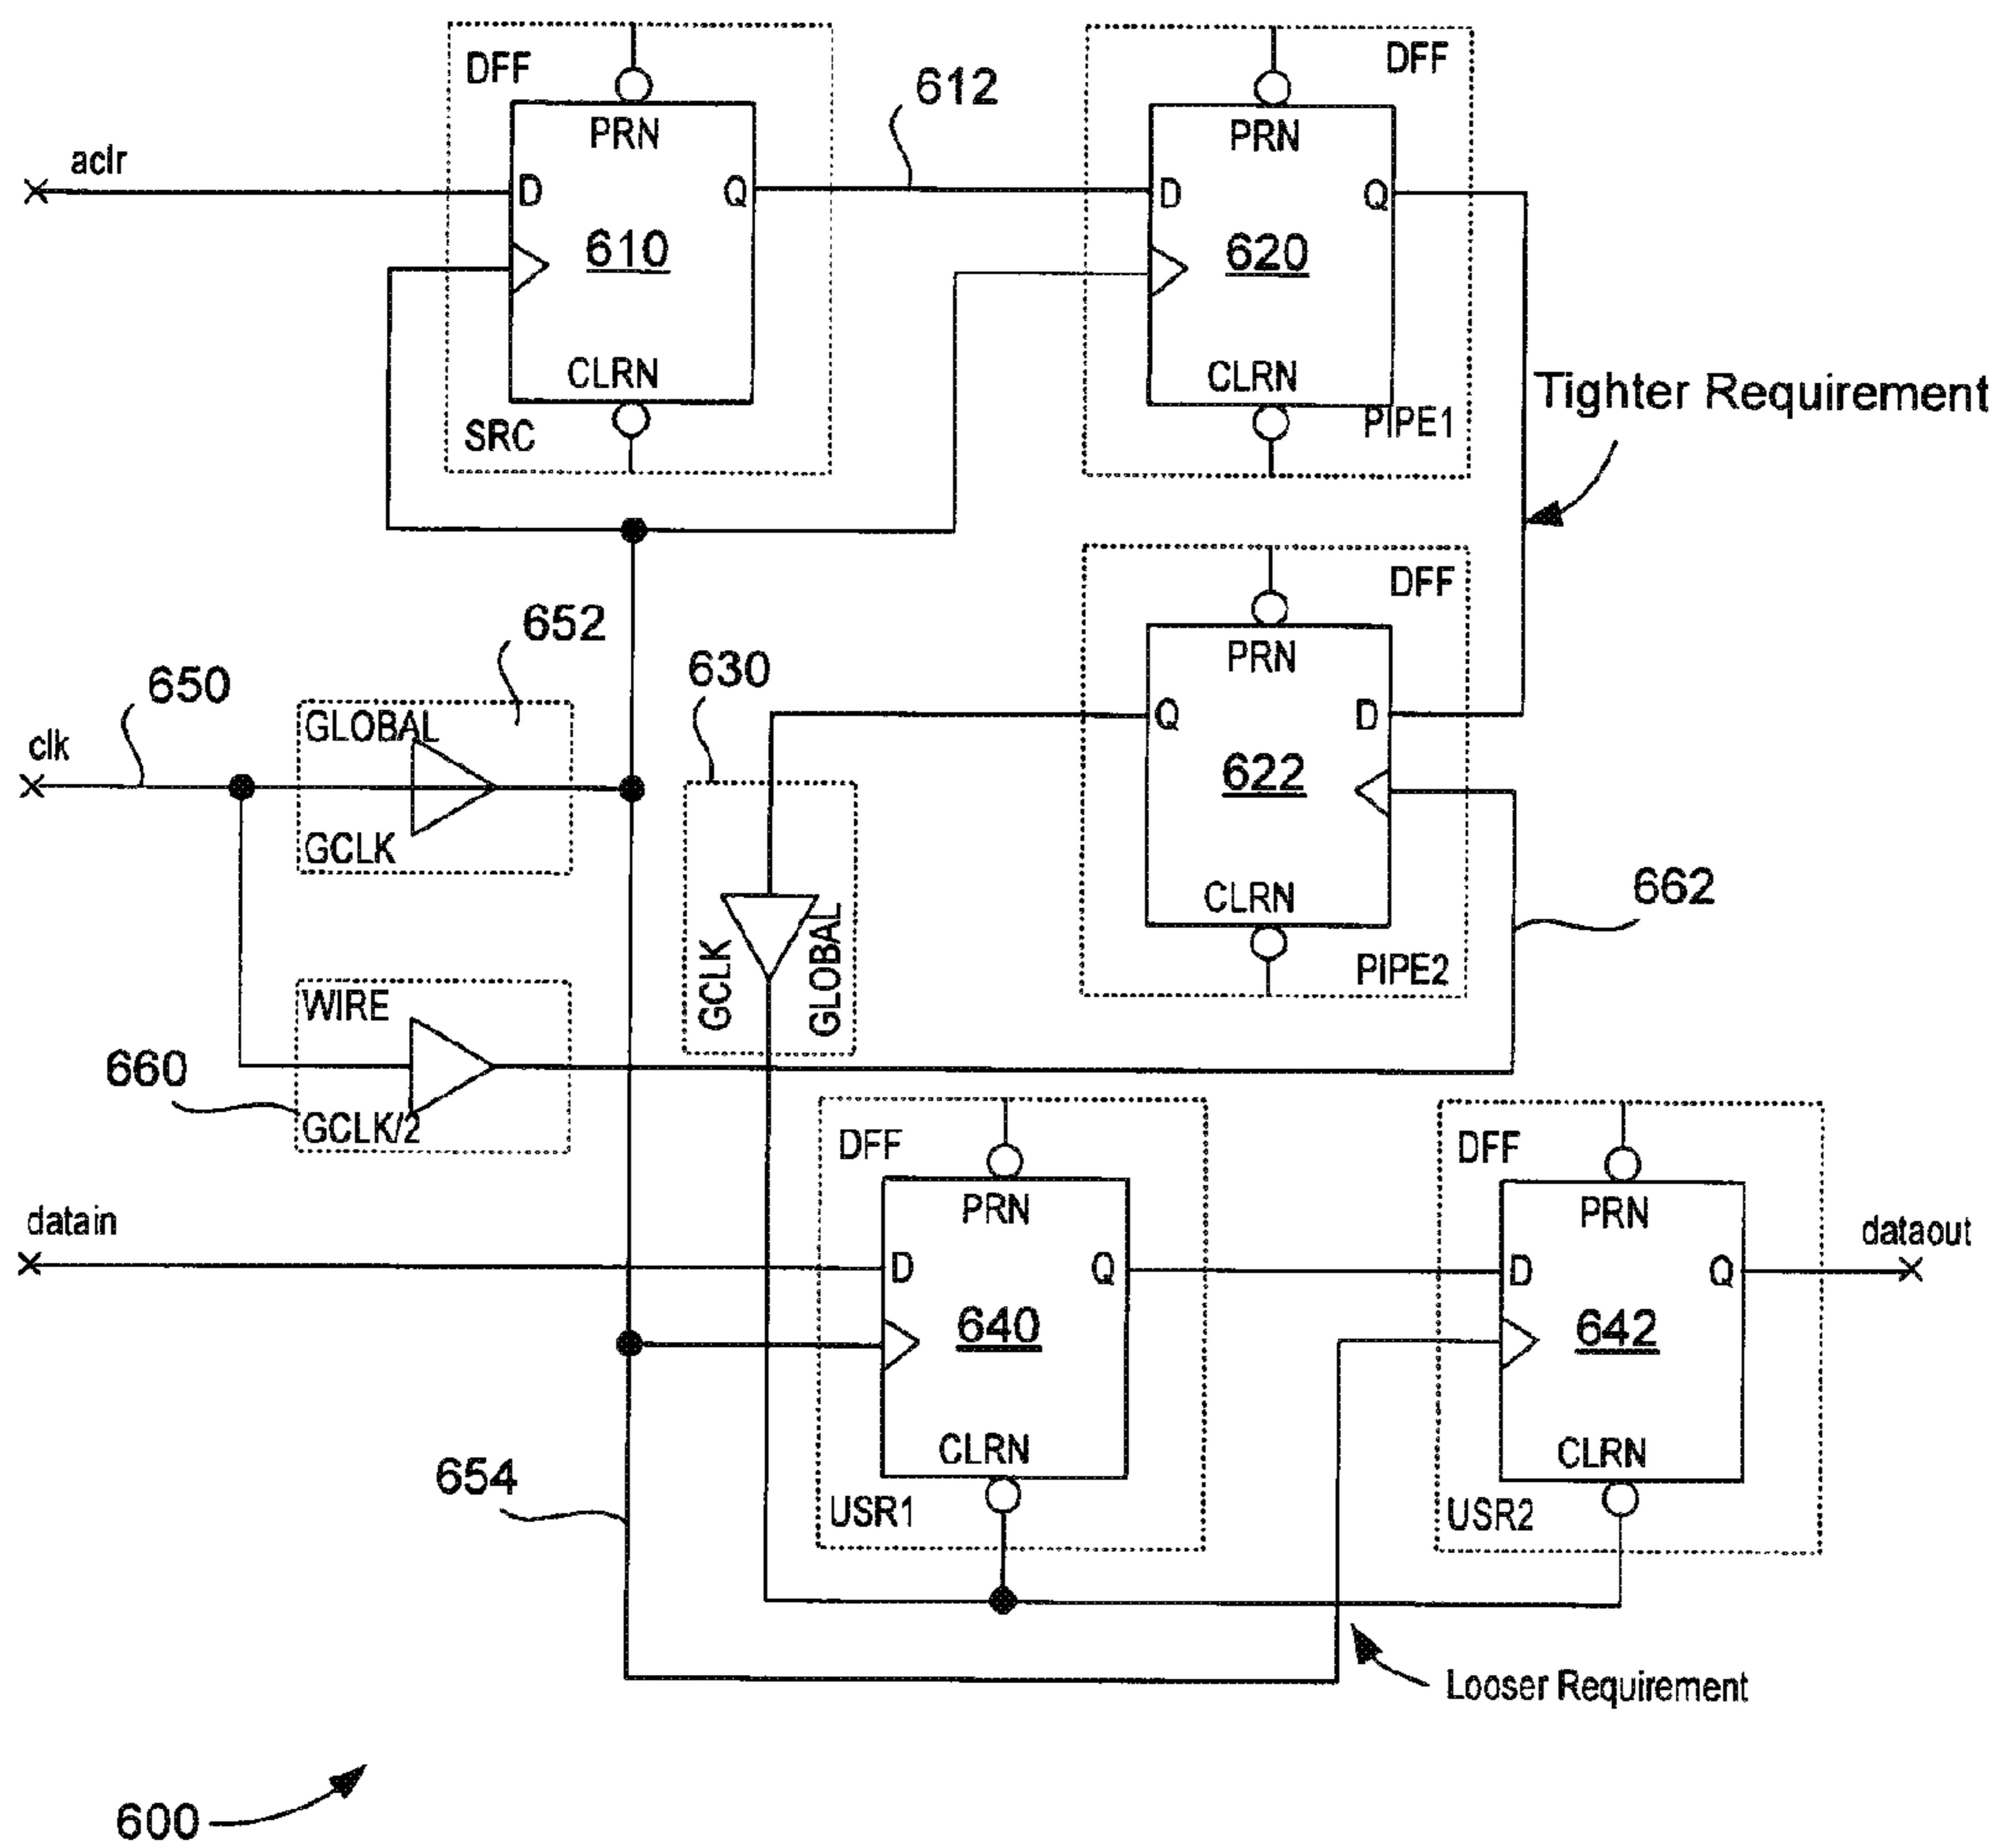 DFF
PRN
D
Q
610
CLRN
SRC
aclr
612
DFF
PRN
D
Q
620
CLRN
PIPE1
Tighter Requirement
DFF
PRN
Q
D
622
CLRN
PIPE2
662
652
650
clk
GLOBAL
GCLK
630
GCLK
GLOBAL
WIRE
660
GCLK/2
datain
DFF
PRN
D
Q
640
CLRN
USR1
DFF
PRN
D
Q
642
CLRN
USR2
dataout
654
Looser Requirement
600